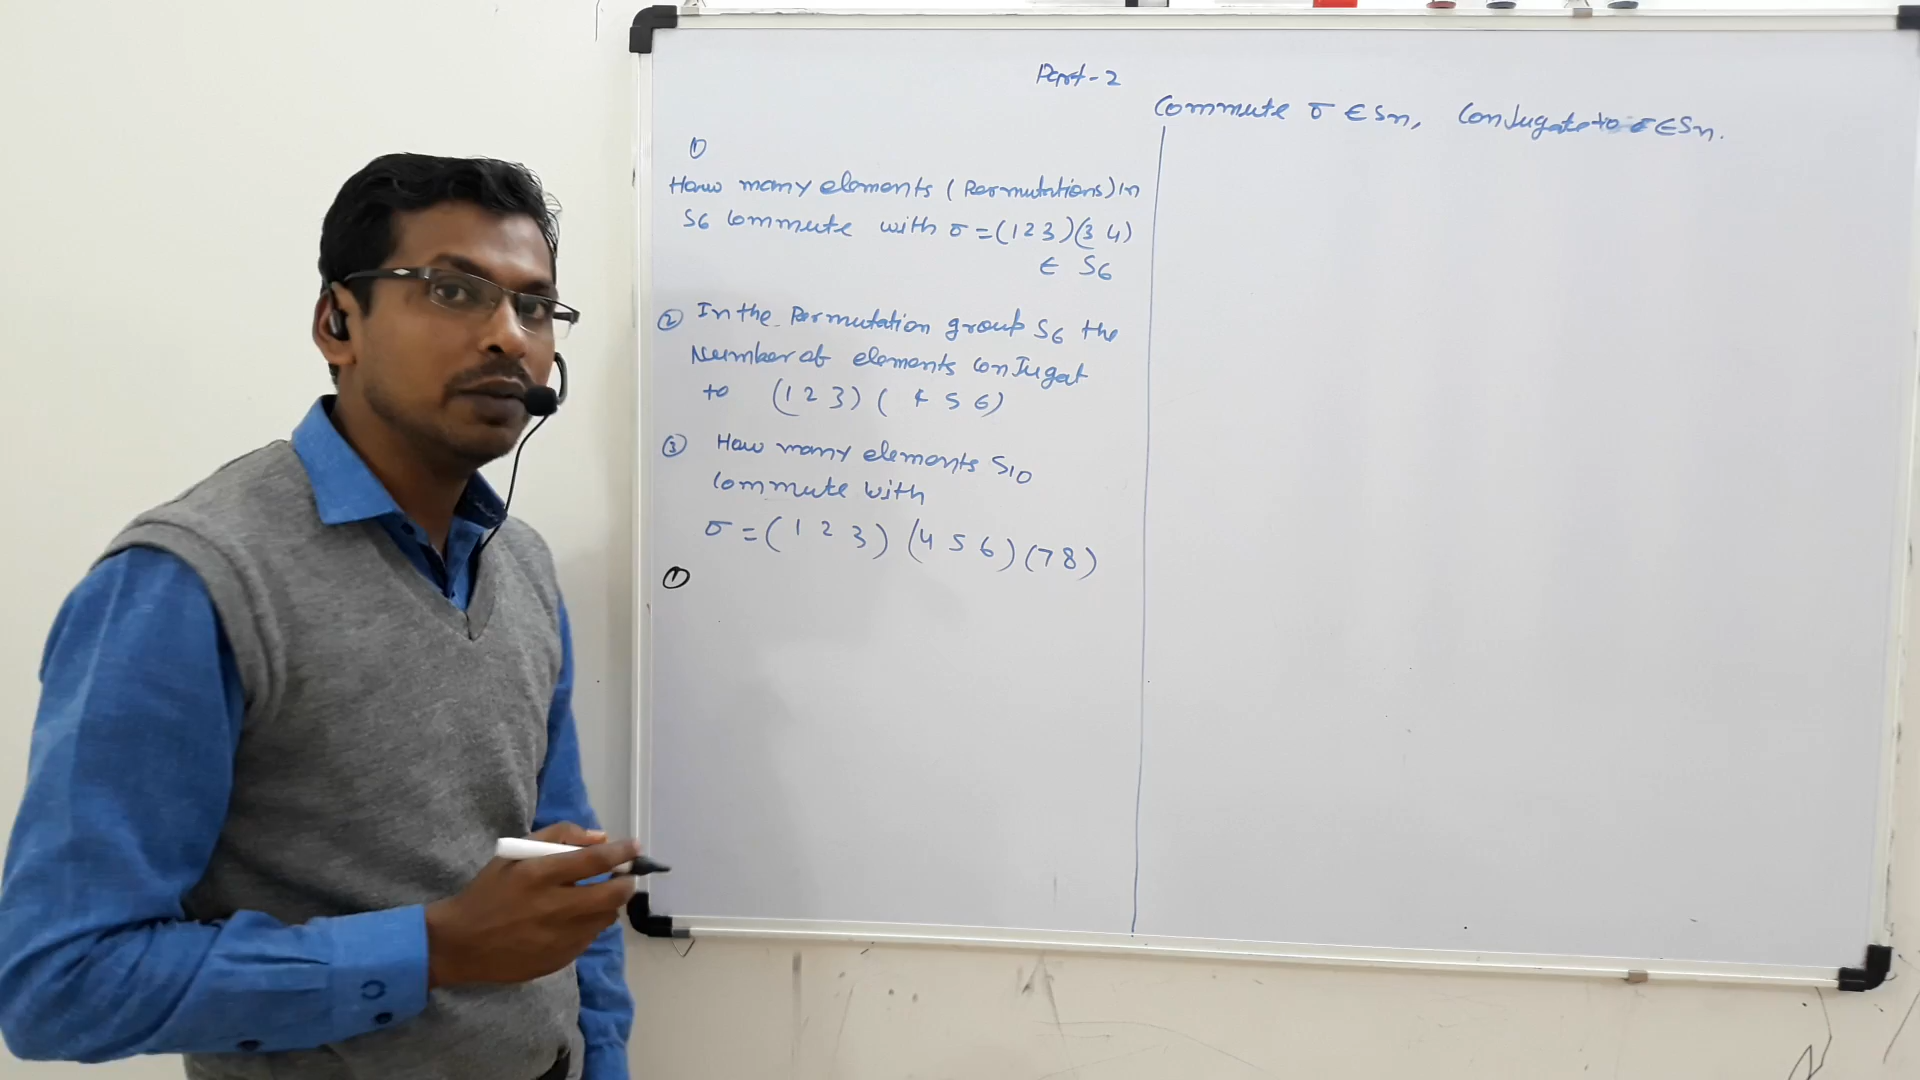 Part-2
Commute σ ∈ Sn, Conjugate to σ ∈ Sn.
①
How many elements (Permutations) in
S6 Commute with σ = (1 2 3)(3 4)
∈ S6
② In the Permutation group S6 the
Number of elements conJugat
to (1 2 3) ( 4 5 6)
③ How many elements S10
Commute with
σ = (1 2 3) (4 5 6) (7 8)
①